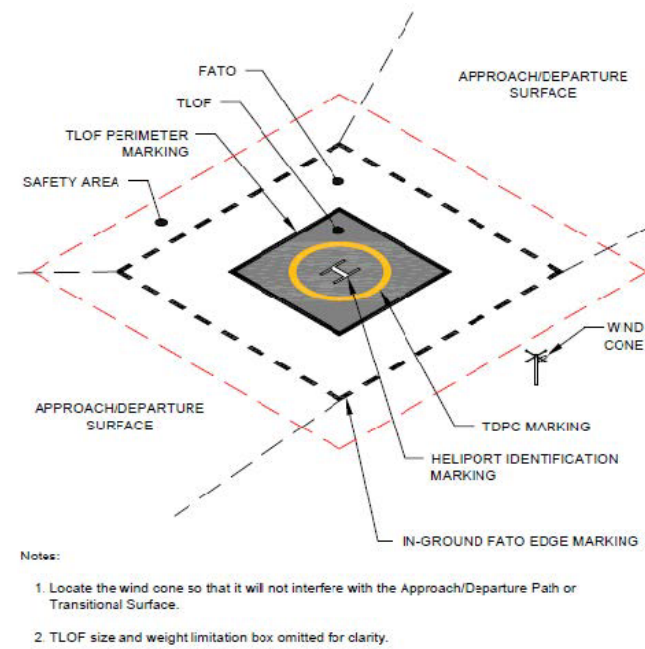 FATO
APPROACH/DEPARTURE
SURFACE
TLOF
TLOF PERIMETER
MARKING
SAFETY AREA
H
WIND
CONE
APPROACH/DEPARTURE
SURFACE
TDPC MARKING
HELIPORT IDENTIFICATION
MARKING
IN-GROUND FATO EDGE MARKING
Notes:
1. Locate the wind cone so that it will not interfere with the Approach/Departure Path or
Transitional Surface.
2. TLOF size and weight limitation box omitted for clarity.